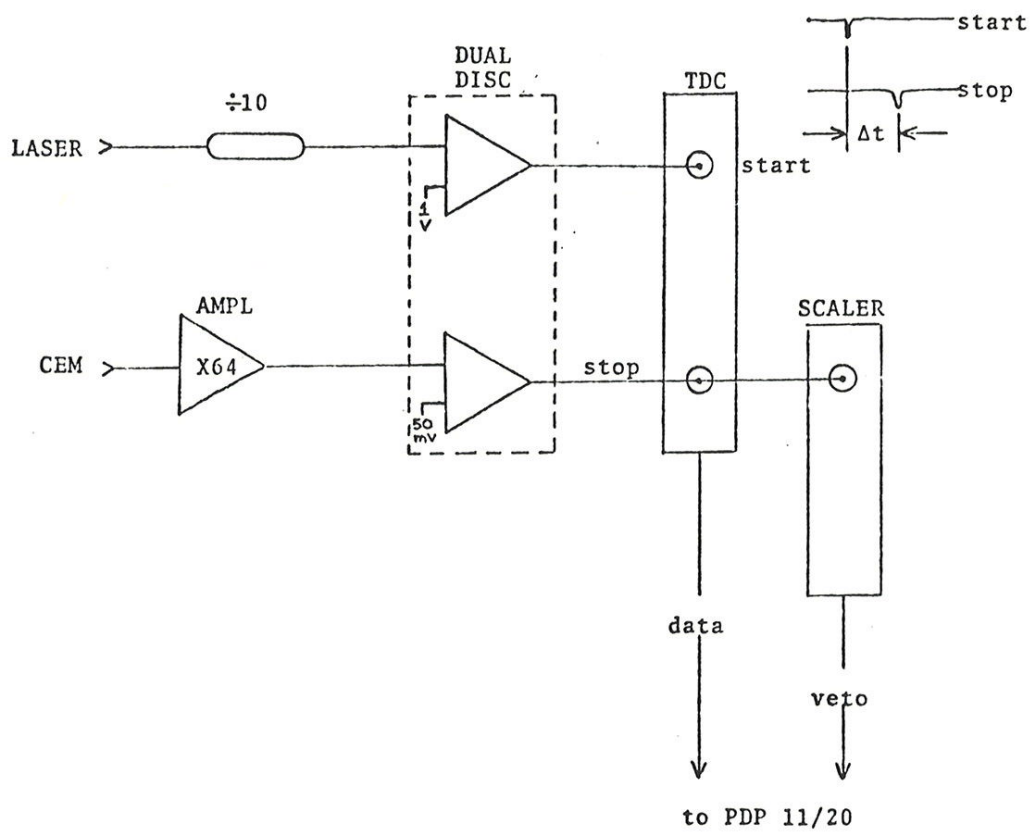 start
DUAL
DISC
TDC
stop
÷10
Δt
LASER
start
1
V
AMPL
SCALER
CEM
X64
stop
50
mV
data
veto
to PDP 11/20